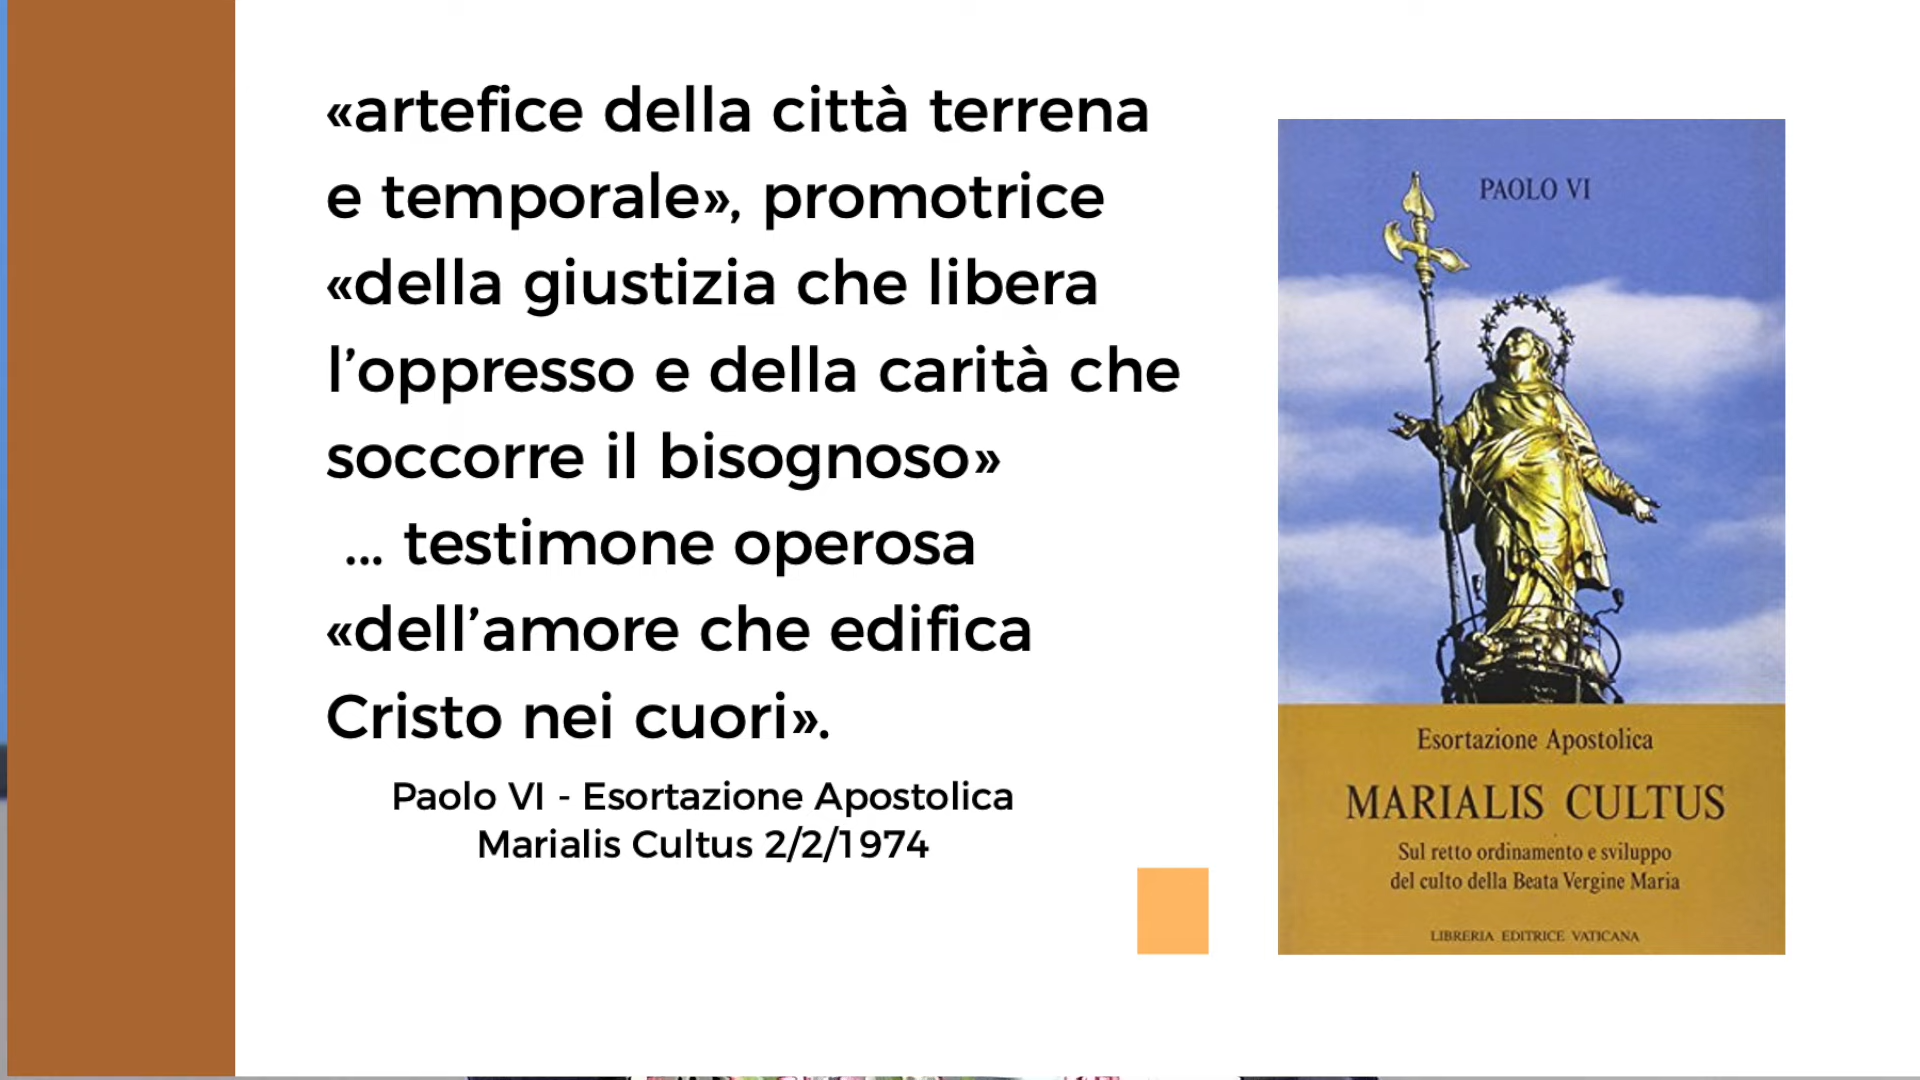 «artefice della città terrena
e temporale», promotrice
«della giustizia che libera
l’oppresso e della carità che
soccorre il bisognoso»
... testimone operosa
«dell’amore che edifica
Cristo nei cuori».
Paolo VI - Esortazione Apostolica
Marialis Cultus 2/2/1974
PAOLO VI
Esortazione Apostolica
MARIALIS CULTUS
Sul retto ordinamento e sviluppo
del culto della Beata Vergine Maria
LIBRERIA EDITRICE VATICANA